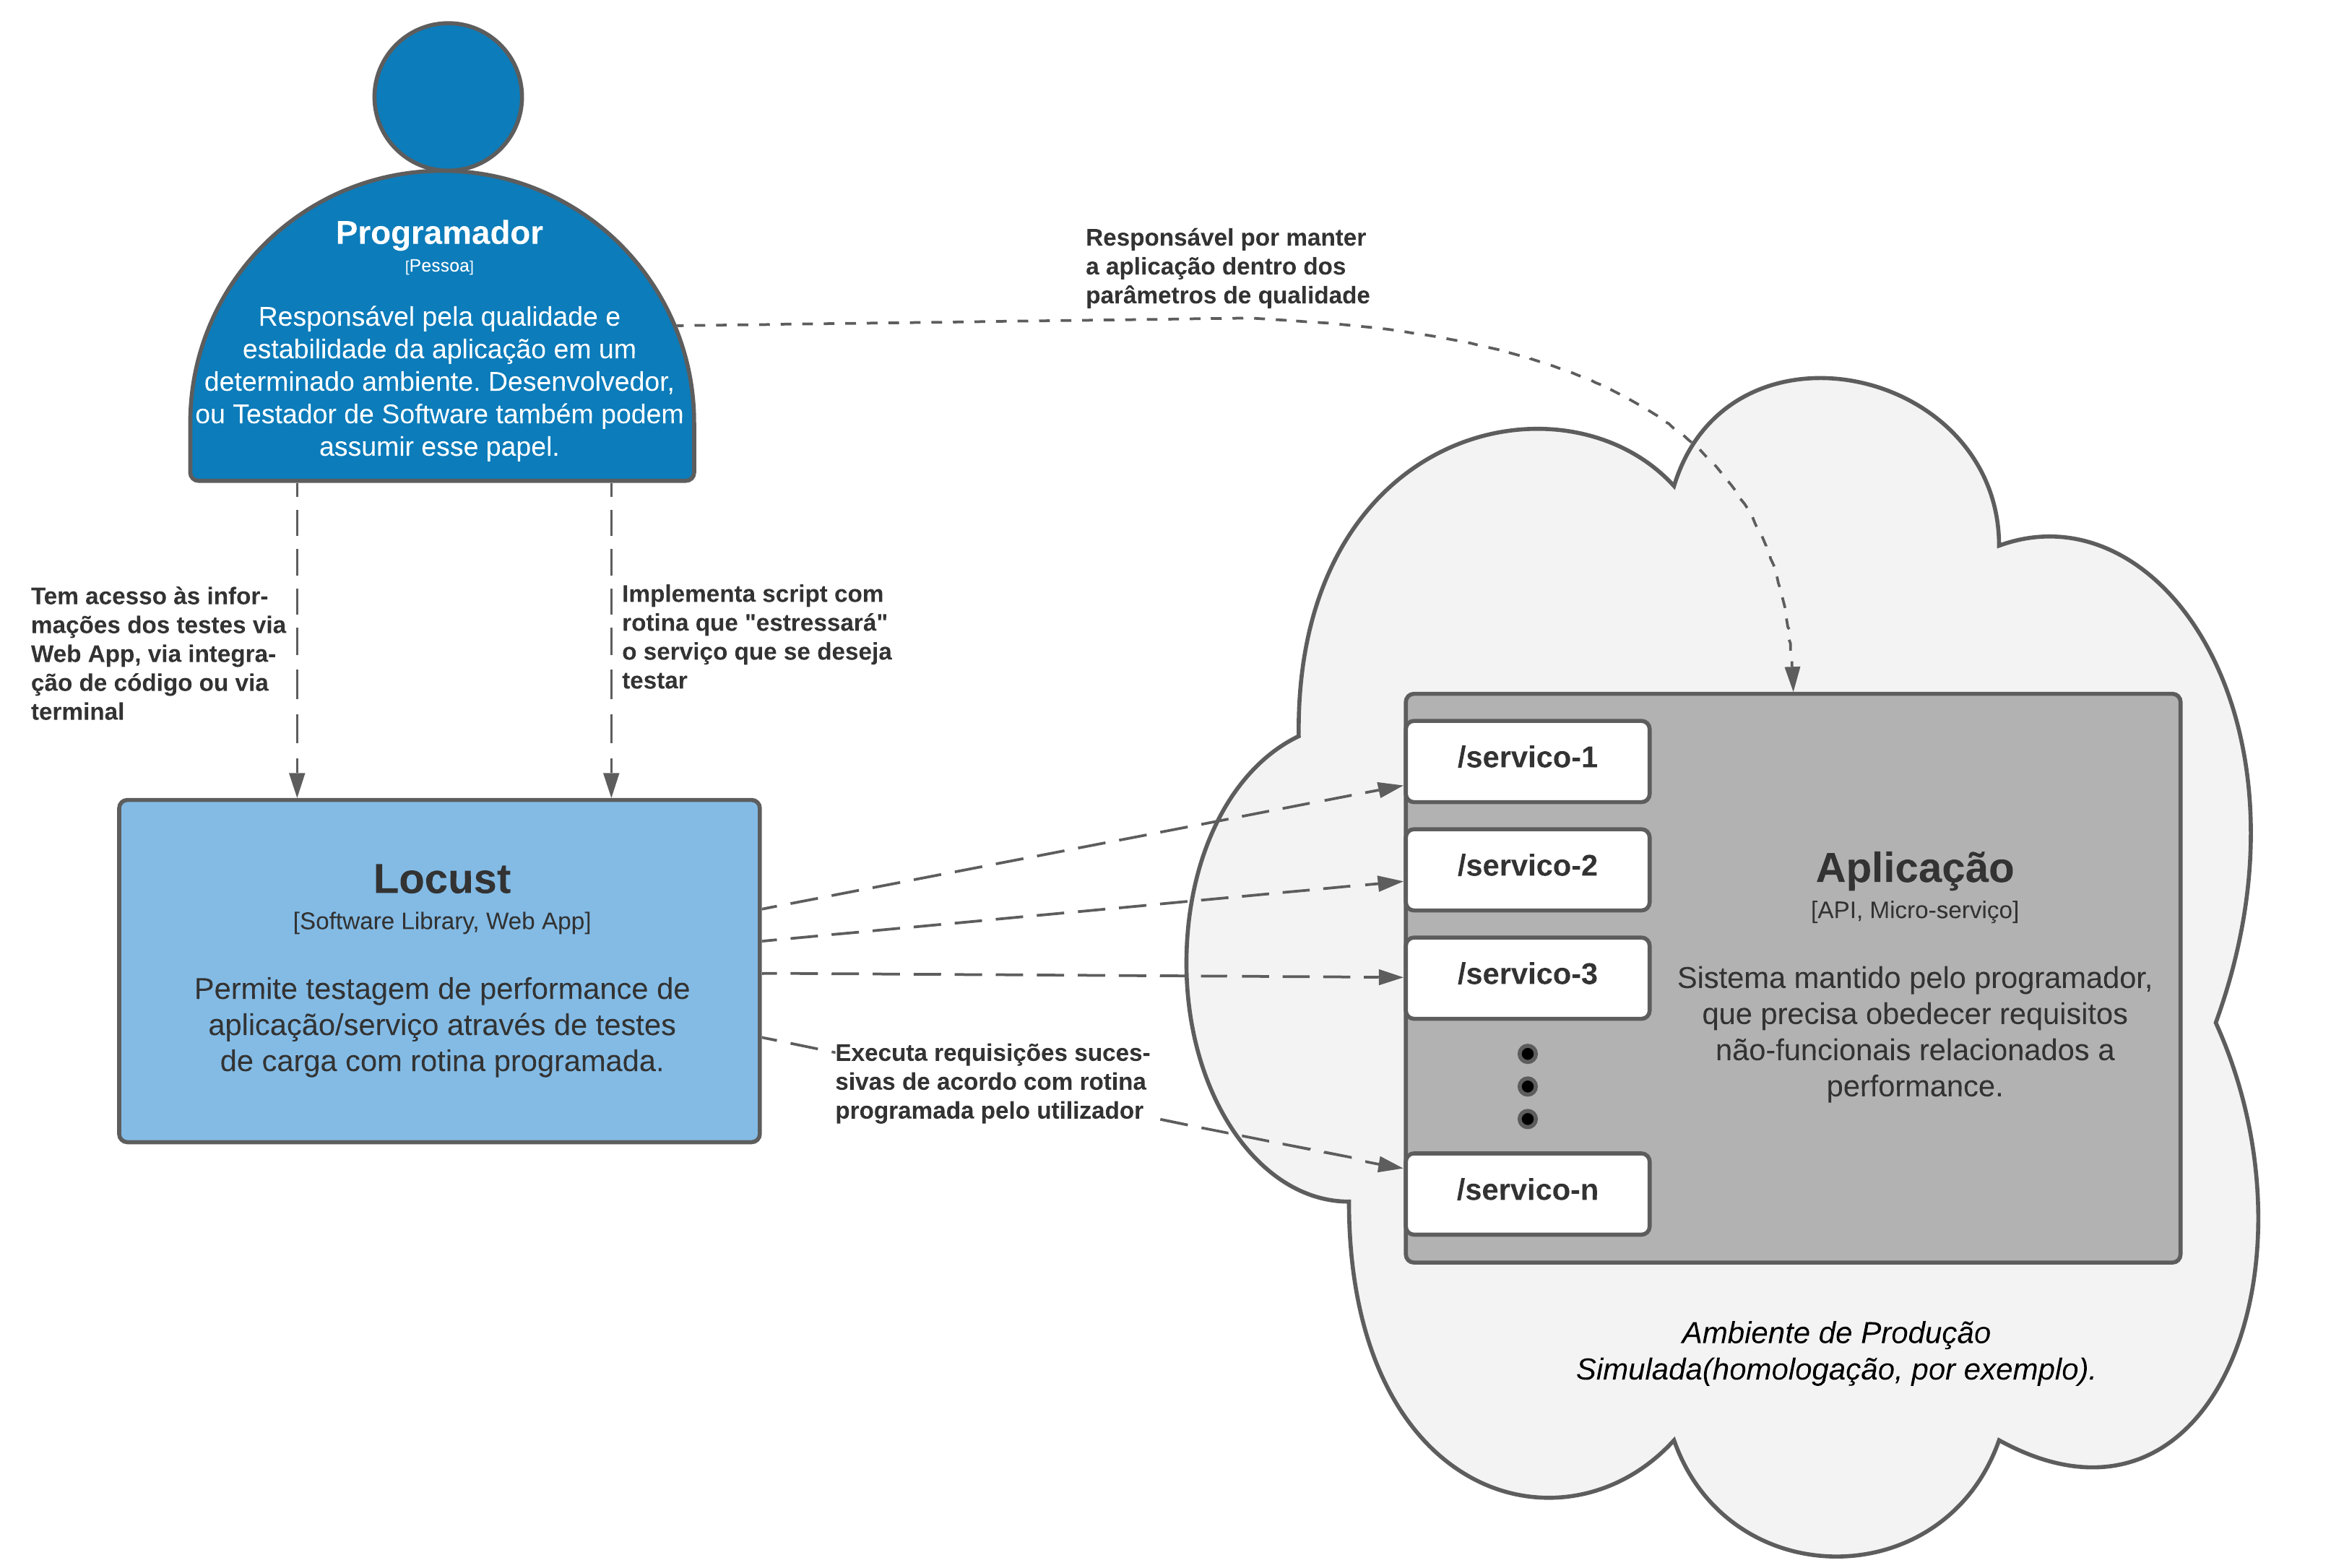 Programador
[Pessoa]
Responsável pela qualidade e
estabilidade da aplicação em um
determinado ambiente. Desenvolvedor,
ou Testador de Software também podem
assumir esse papel.
Responsável por manter
a aplicação dentro dos
parâmetros de qualidade
Tem acesso às infor-
mações dos testes via
Web App, via integra-
ção de código ou via
terminal
Implementa script com
rotina que "estressará"
o serviço que se deseja
testar
Locust
[Software Library, Web App]
Permite testagem de performance de
aplicação/serviço através de testes
de carga com rotina programada.
Executa requisições suces-
sivas de acordo com rotina
programada pelo utilizador
/servico-1
/servico-2
/servico-3
/servico-n
Aplicação
[API, Micro-serviço]
Sistema mantido pelo programador,
que precisa obedecer requisitos
não-funcionais relacionados a
performance.
Ambiente de Produção
Simulada(homologação, por exemplo).